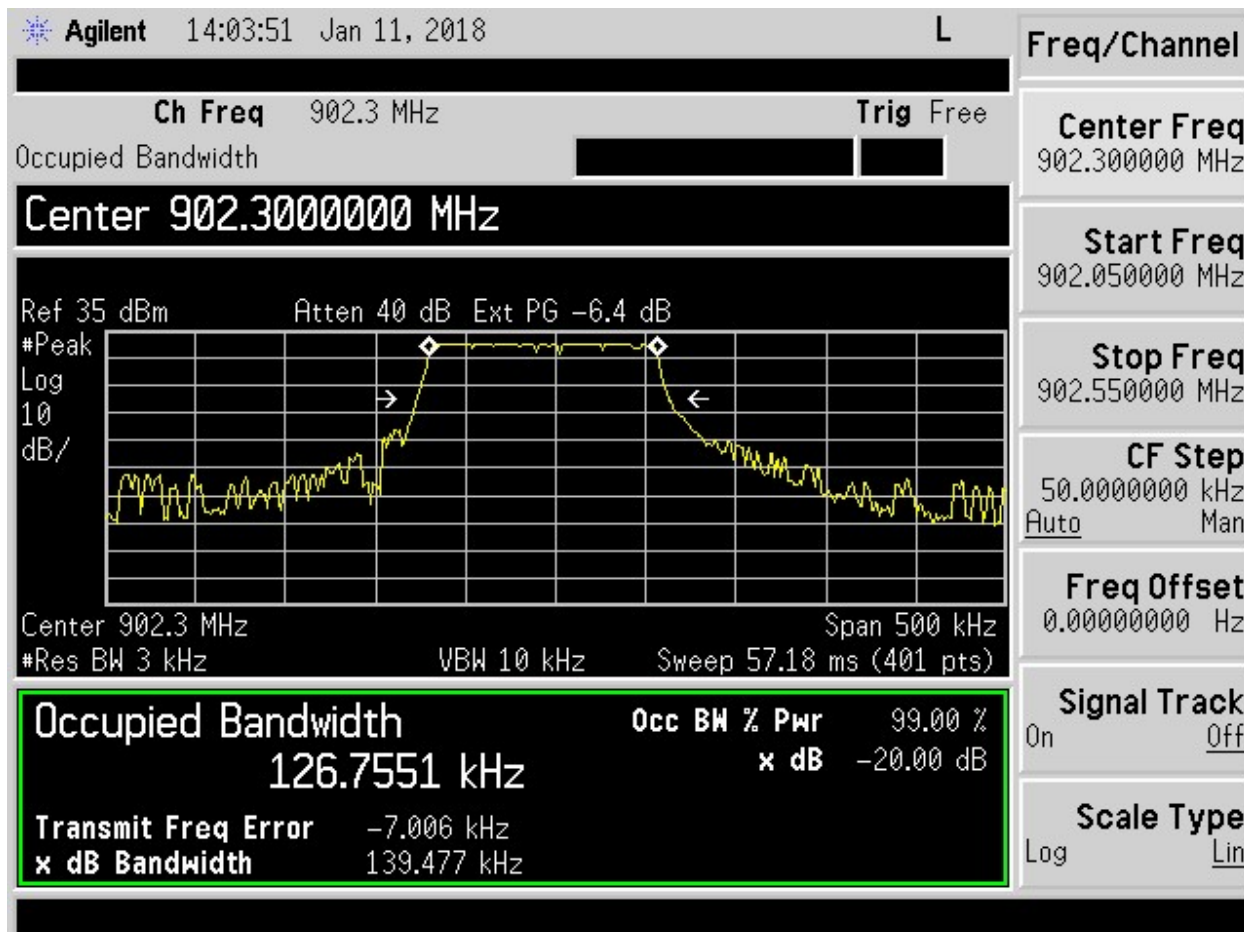 Agilent 14:03:51 Jan 11, 2018 L
Freq/Channel
Ch Freq 902.3 MHz Trig Free
Occupied Bandwidth
Center 902.3000000 MHz
Ref 35 dBm Atten 40 dB Ext PG -6.4 dB
#Peak
Log
10
dB/
Center 902.3 MHz Span 500 kHz
#Res BW 3 kHz VBW 10 kHz Sweep 57.18 ms (401 pts)
Occupied Bandwidth Occ BW % Pwr 99.00 %
126.7551 kHz x dB -20.00 dB
Transmit Freq Error -7.006 kHz
x dB Bandwidth 139.477 kHz
Center Freq
902.300000 MHz
Start Freq
902.050000 MHz
Stop Freq
902.550000 MHz
CF Step
50.0000000 kHz
Auto Man
Freq Offset
0.00000000 Hz
Signal Track
On Off
Scale Type
Log Lin